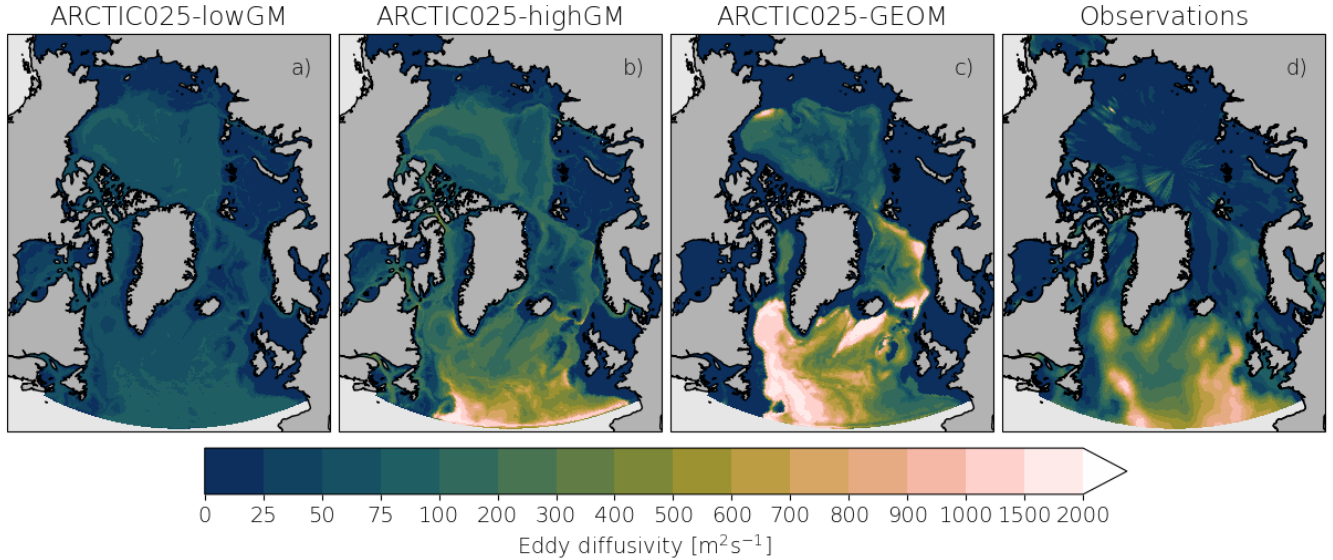 ARCTIC025-lowGM
ARCTIC025-highGM
ARCTIC025-GEOM
Observations
a)
b)
c)
d)
0 25 50 75 100 200 300 400 500 600 700 800 900 1000 1500 2000
Eddy diffusivity [m²s⁻¹]